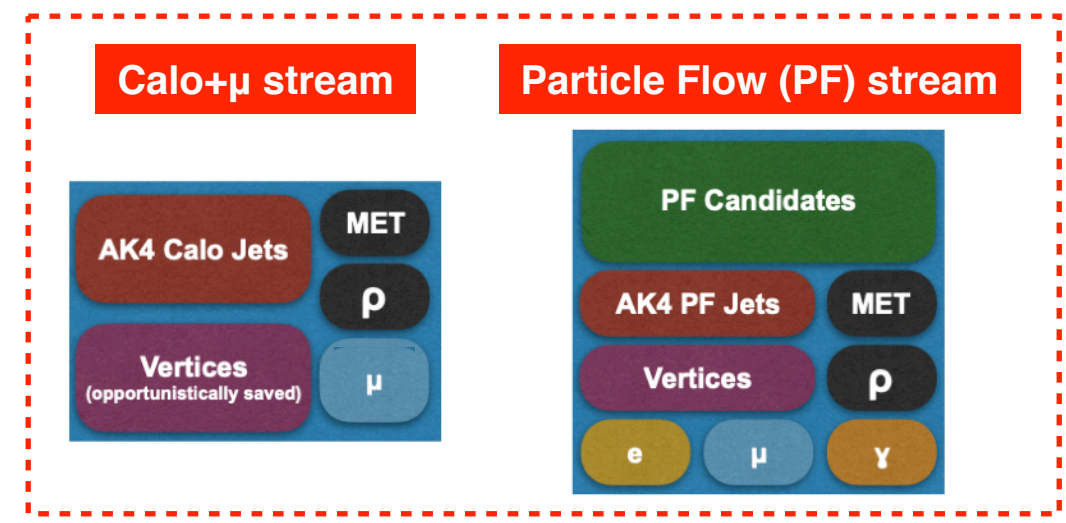 Calo+μ stream
AK4 Calo Jets
MET
ρ
Vertices
(opportunistically saved)
μ
Particle Flow (PF) stream
PF Candidates
AK4 PF Jets
MET
Vertices
ρ
e
μ
γ